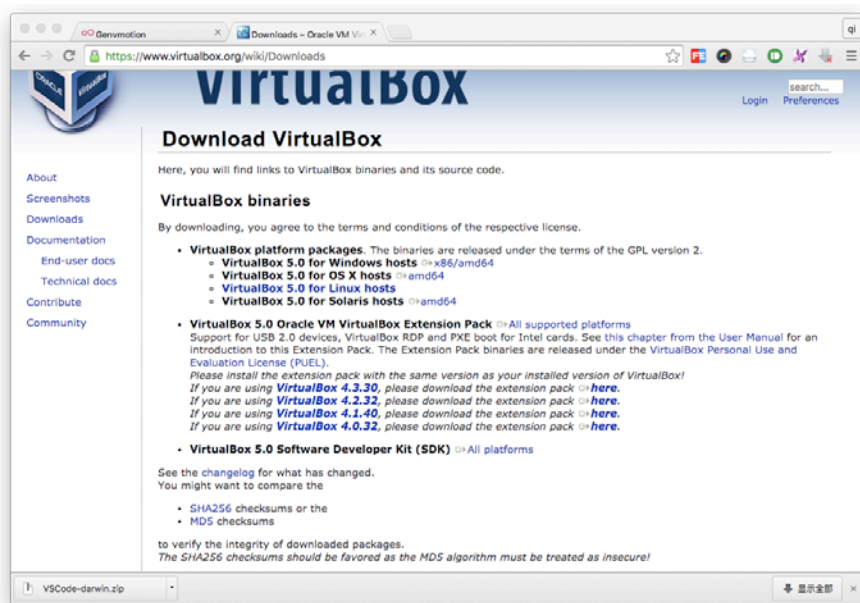 Genymotion ×
Downloads – Oracle VM Vir ×
qi
https://www.virtualbox.org/wiki/Downloads
ORACLE VirtualBox
VirtualBox
search...
Login Preferences
Download VirtualBox
Here, you will find links to VirtualBox binaries and its source code.
About
Screenshots
Downloads
Documentation
End-user docs
Technical docs
Contribute
Community
VirtualBox binaries
By downloading, you agree to the terms and conditions of the respective license.
• VirtualBox platform packages. The binaries are released under the terms of the GPL version 2.
◦ VirtualBox 5.0 for Windows hosts x86/amd64
◦ VirtualBox 5.0 for OS X hosts amd64
◦ VirtualBox 5.0 for Linux hosts
◦ VirtualBox 5.0 for Solaris hosts amd64
• VirtualBox 5.0 Oracle VM VirtualBox Extension Pack All supported platforms
Support for USB 2.0 devices, VirtualBox RDP and PXE boot for Intel cards. See this chapter from the User Manual for an
introduction to this Extension Pack. The Extension Pack binaries are released under the VirtualBox Personal Use and
Evaluation License (PUEL).
Please install the extension pack with the same version as your installed version of VirtualBox!
If you are using VirtualBox 4.3.30, please download the extension pack here.
If you are using VirtualBox 4.2.32, please download the extension pack here.
If you are using VirtualBox 4.1.40, please download the extension pack here.
If you are using VirtualBox 4.0.32, please download the extension pack here.
• VirtualBox 5.0 Software Developer Kit (SDK) All platforms
See the changelog for what has changed.
You might want to compare the
• SHA256 checksums or the
• MD5 checksums
to verify the integrity of downloaded packages.
The SHA256 checksums should be favored as the MD5 algorithm must be treated as insecure!
VSCode-darwin.zip
显示全部 ×